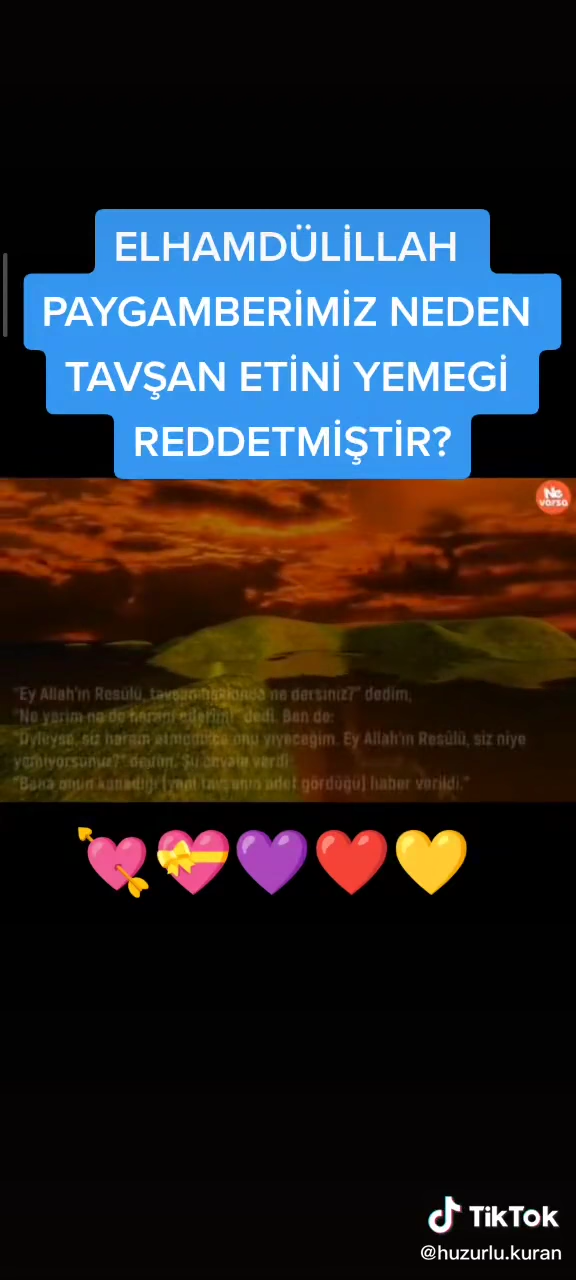 ELHAMDÜLİLLAH
PAYGAMBERİMİZ NEDEN
TAVŞAN ETİNİ YEMEGİ
REDDETMİŞTİR?
Ne
varsa
"Ey Allah'ın Resûlü, tavşan hakkında ne dersiniz?" dedim,
"Ne yerim ne de haram ederim!" dedi. Ben de:
"Öyleyse, siz haram etmedikçe onu yiyeceğim. Ey Allah'ın Resûlü, siz niye
yemiyorsunuz?" dedim. Şu cevabı verdi:
"Bana onun kanadığı [yani tavşanın adet gördüğü] haber verildi."
TikTok
@huzurlu.kuran